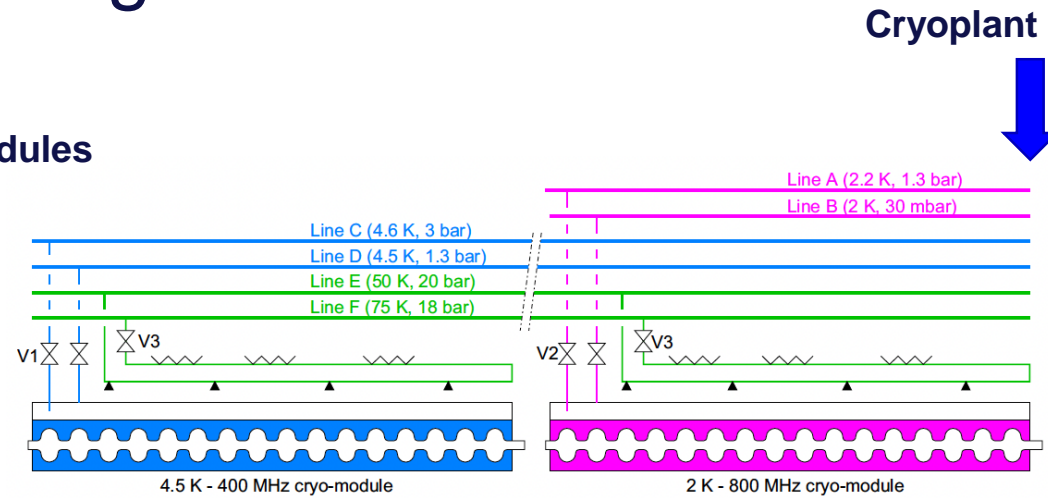 Cryoplant
dules
Line A (2.2 K, 1.3 bar)
Line B (2 K, 30 mbar)
Line C (4.6 K, 3 bar)
Line D (4.5 K, 1.3 bar)
Line E (50 K, 20 bar)
Line F (75 K, 18 bar)
V1
V3
V2
V3
4.5 K - 400 MHz cryo-module
2 K - 800 MHz cryo-module